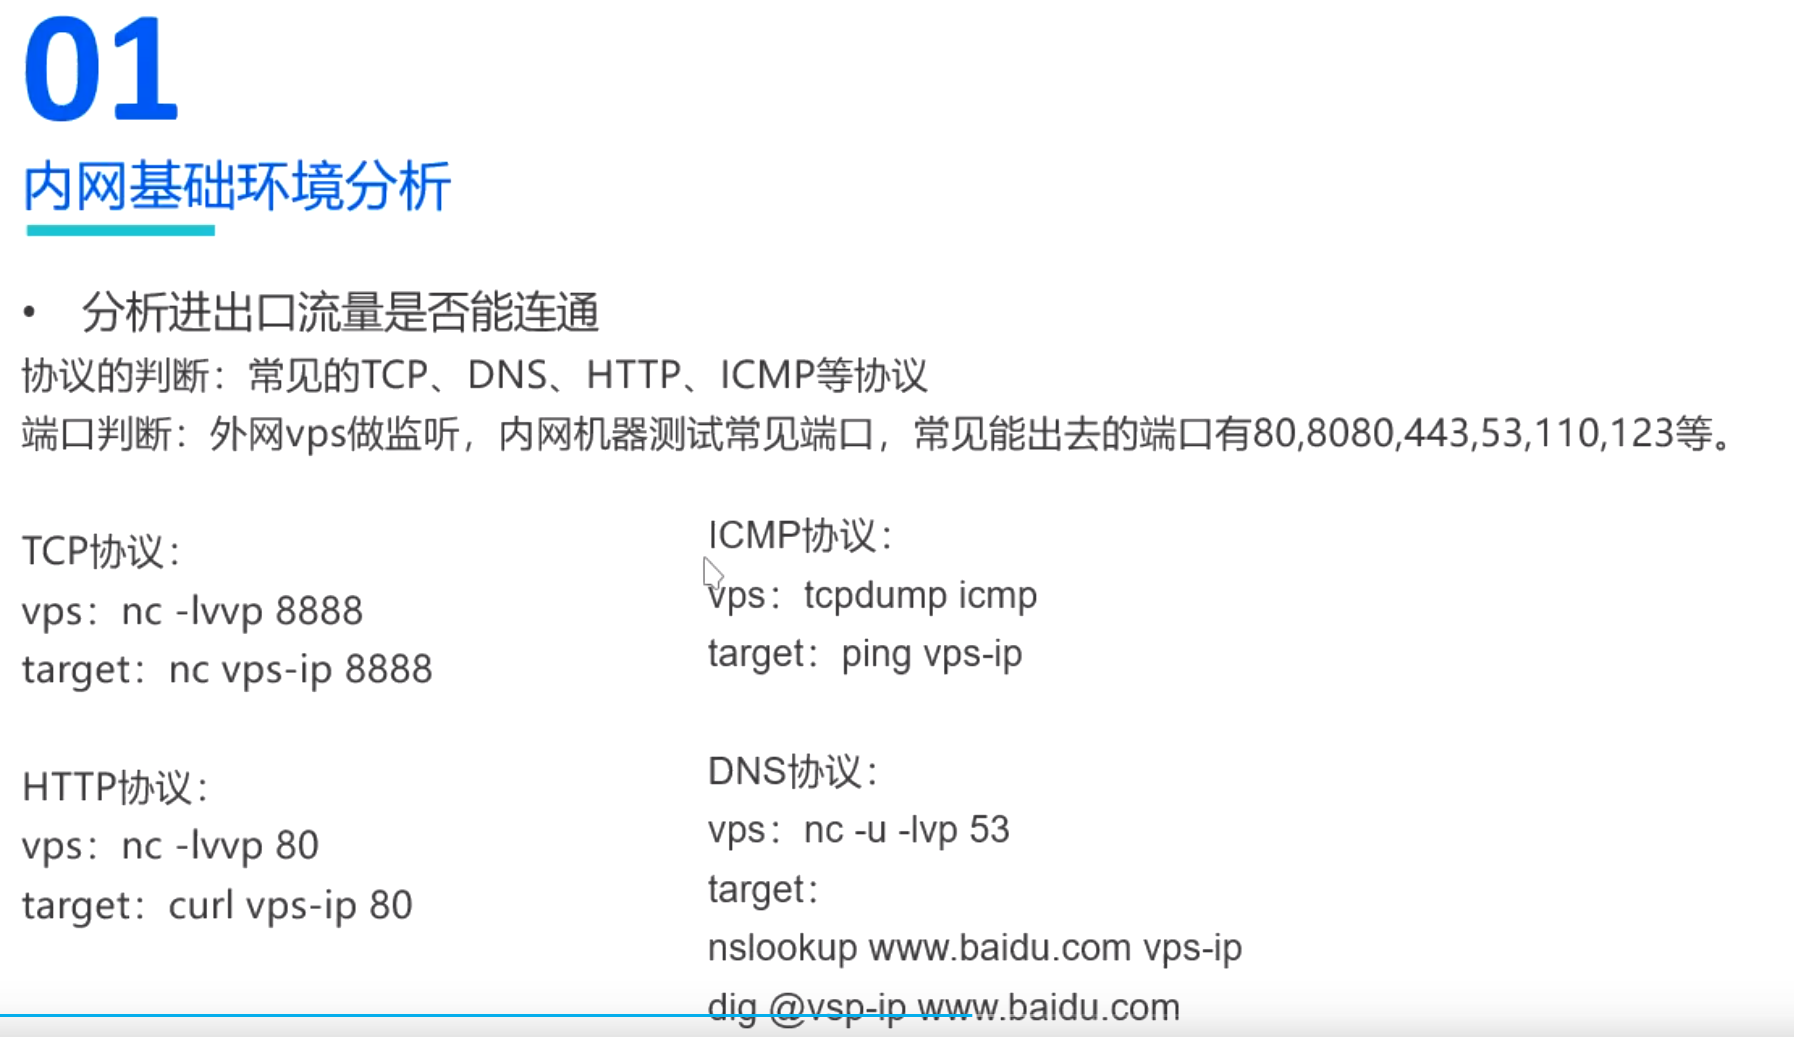 01
内网基础环境分析
• 分析进出口流量是否能连通
协议的判断：常见的TCP、DNS、HTTP、ICMP等协议
端口判断：外网vps做监听，内网机器测试常见端口，常见能出去的端口有80,8080,443,53,110,123等。
TCP协议：
vps：nc -lvvp 8888
target：nc vps-ip 8888
HTTP协议：
vps：nc -lvvp 80
target：curl vps-ip 80
ICMP协议：
vps：tcpdump icmp
target：ping vps-ip
DNS协议：
vps：nc -u -lvp 53
target：
nslookup www.baidu.com vps-ip
dig @vsp-ip www.baidu.com